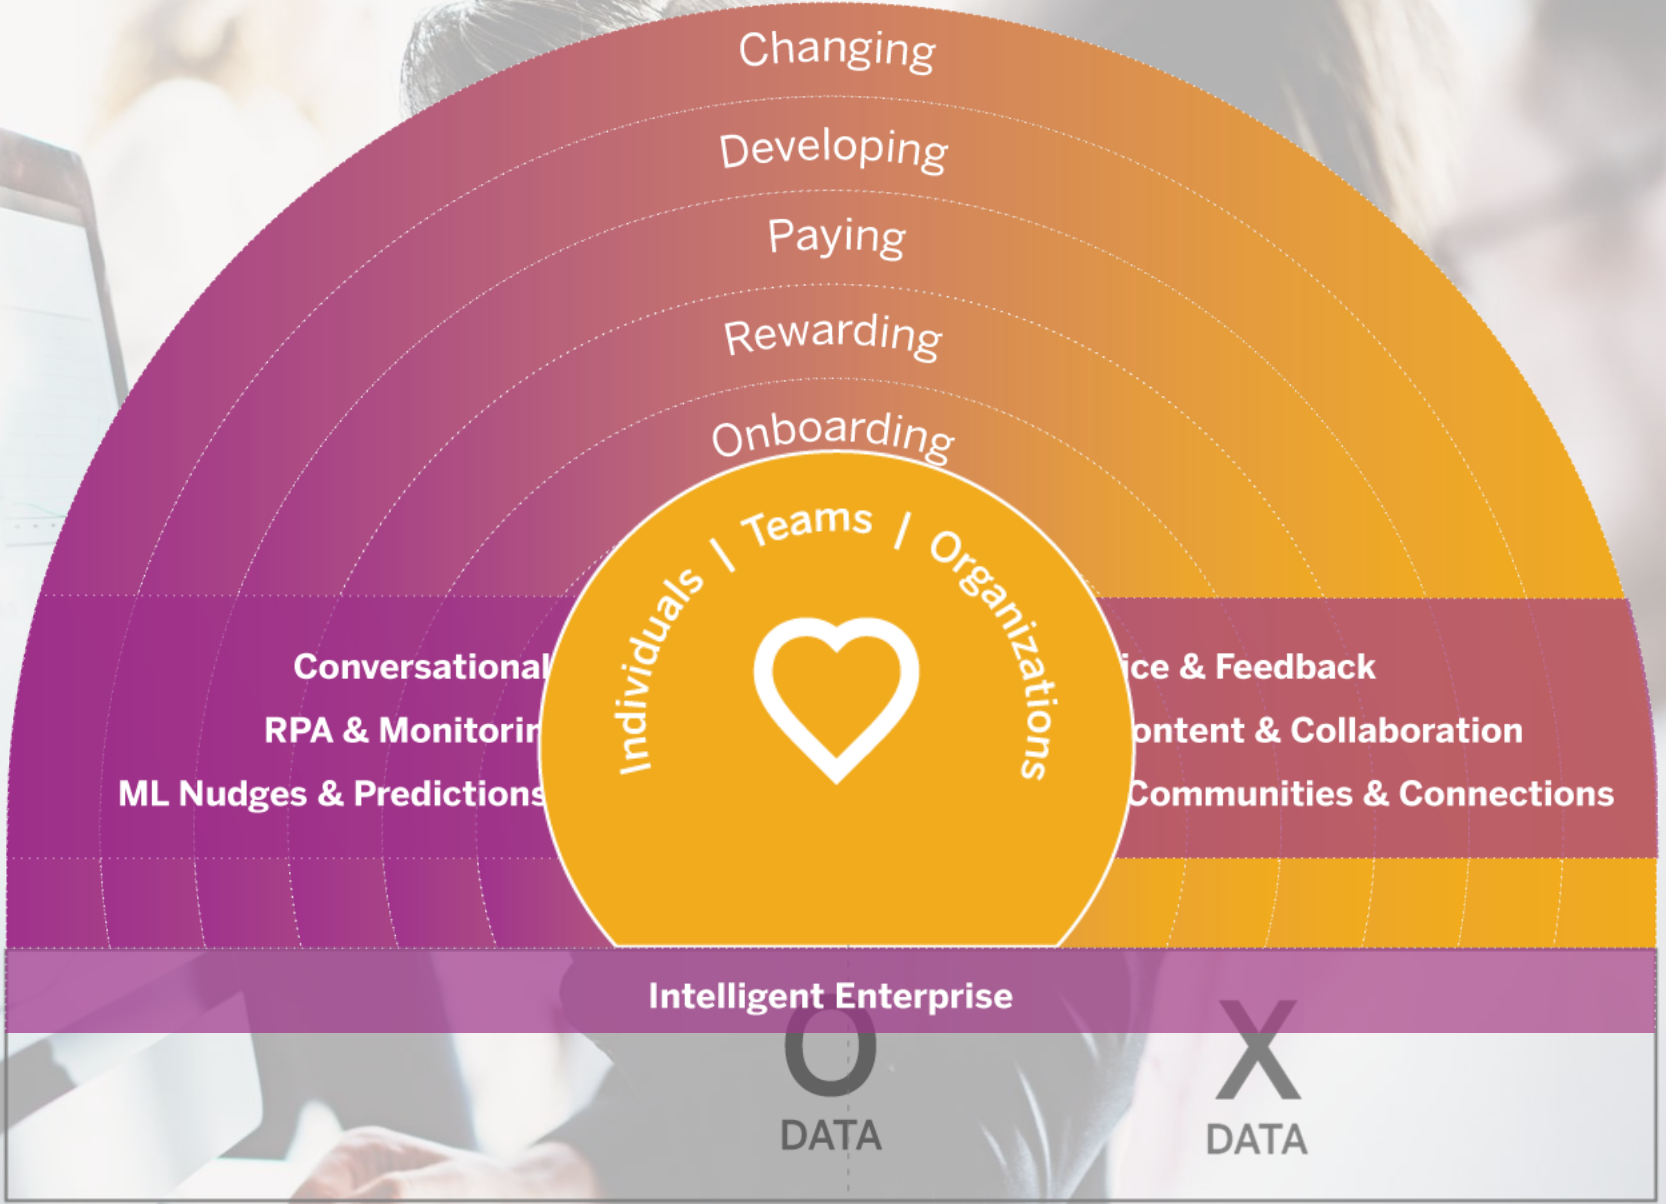 Changing
Developing
Paying
Rewarding
Onboarding
Individuals | Teams | Organizations
Conversational
RPA & Monitorin
ML Nudges & Predictions
ice & Feedback
ontent & Collaboration
Communities & Connections
Intelligent Enterprise
O
DATA
X
DATA